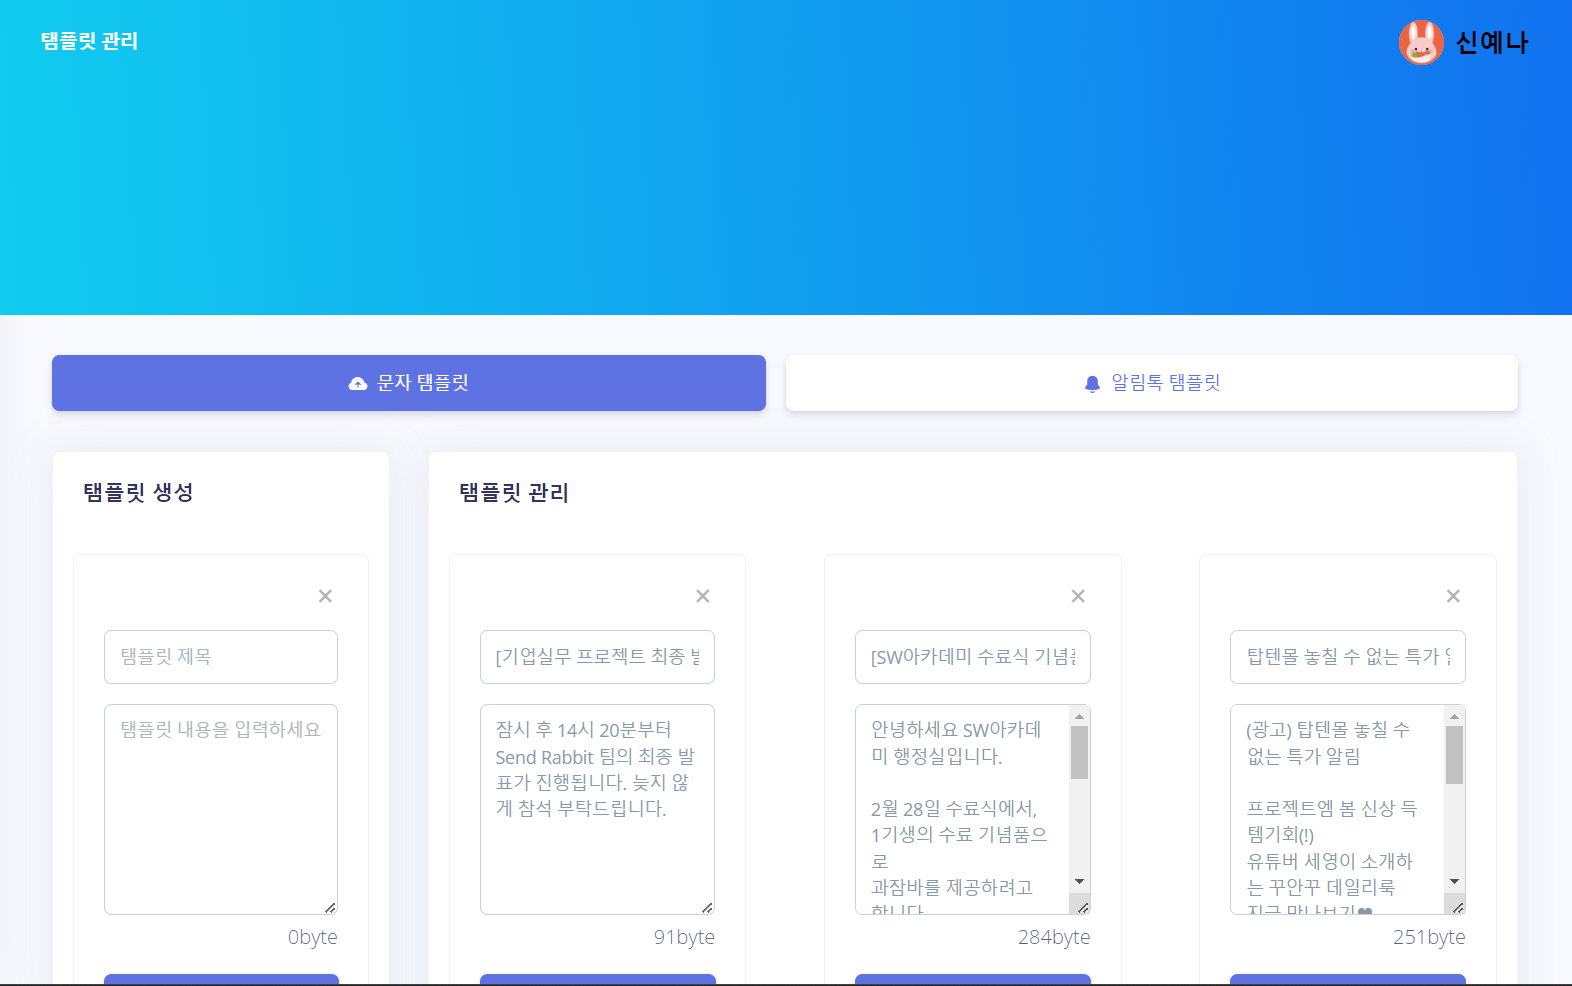 탬플릿 관리
신예나
문자 탬플릿
알림톡 탬플릿
탬플릿 생성
탬플릿 관리
탬플릿 제목
탬플릿 내용을 입력하세요
0byte
[기업실무 프로젝트 최종
잠시 후 14시 20분부터
Send Rabbit 팀의 최종 발
표가 진행됩니다. 늦지 않
게 참석 부탁드립니다.
91byte
[SW아카데미 수료식 기념
안녕하세요 SW아카데
미 행정실입니다.
2월 28일 수료식에서,
1기생의 수료 기념품으
로
과잠바를 제공하려고
합니다
284byte
탑텐몰 놓칠 수 없는 특가
(광고) 탑텐몰 놓칠 수
없는 특가 알림
프로젝트엠 봄 신상 득
템기회(!)
유튜버 세영이 소개하
는 꾸안꾸 데일리룩
지금 만나보기♥
251byte